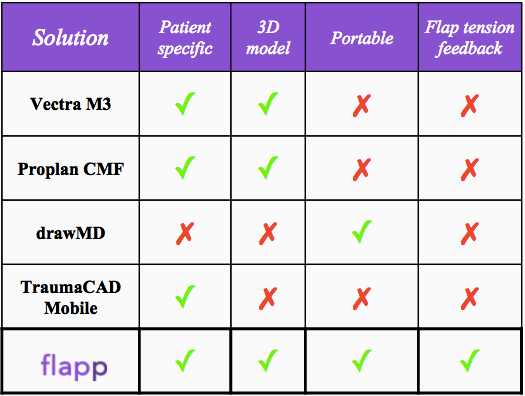 Solution Patient specific 3D model Portable Flap tension feedback
Vectra M3 ✓ ✓ ✗ ✗
Proplan CMF ✓ ✓ ✗ ✗
drawMD ✗ ✗ ✓ ✗
TraumaCAD Mobile ✓ ✗ ✗ ✗
flapp ✓ ✓ ✓ ✓